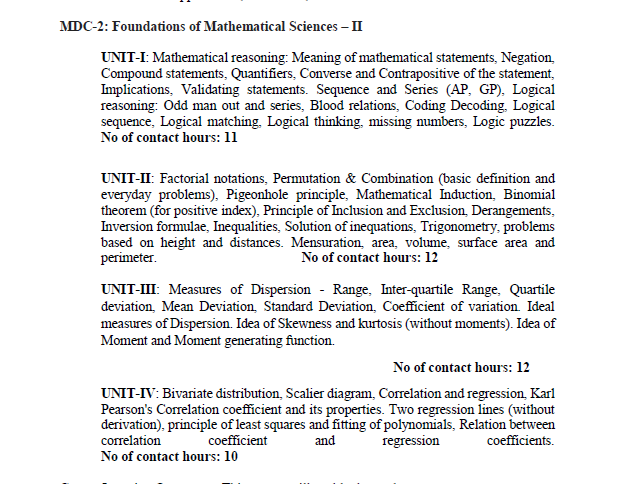 MDC-2: Foundations of Mathematical Sciences – II
UNIT-I: Mathematical reasoning: Meaning of mathematical statements, Negation,
Compound statements, Quantifiers, Converse and Contrapositive of the statement,
Implications, Validating statements. Sequence and Series (AP, GP), Logical
reasoning: Odd man out and series, Blood relations, Coding Decoding, Logical
sequence, Logical matching, Logical thinking, missing numbers, Logic puzzles.
No of contact hours: 11
UNIT-II: Factorial notations, Permutation & Combination (basic definition and
everyday problems), Pigeonhole principle, Mathematical Induction, Binomial
theorem (for positive index), Principle of Inclusion and Exclusion, Derangements,
Inversion formulae, Inequalities, Solution of inequations, Trigonometry, problems
based on height and distances. Mensuration, area, volume, surface area and
perimeter. No of contact hours: 12
UNIT-III: Measures of Dispersion - Range, Inter-quartile Range, Quartile
deviation, Mean Deviation, Standard Deviation, Coefficient of variation. Ideal
measures of Dispersion. Idea of Skewness and kurtosis (without moments). Idea of
Moment and Moment generating function.
No of contact hours: 12
UNIT-IV: Bivariate distribution, Scalier diagram, Correlation and regression, Karl
Pearson's Correlation coefficient and its properties. Two regression lines (without
derivation), principle of least squares and fitting of polynomials, Relation between
correlation coefficient and regression coefficients.
No of contact hours: 10